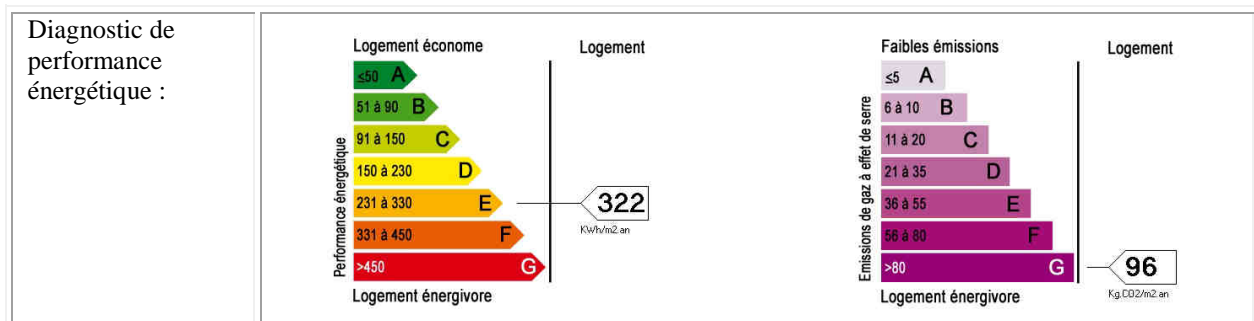 Diagnostic de
performance
énergétique :
Logement économe
Logement
Performance énergétique
≤50 A
51 à 90 B
91 à 150 C
150 à 230 D
231 à 330 E
322
KWh/m2.an
331 à 450 F
>450 G
Logement énergivore
Faibles émissions
Logement
Emissions de gaz à effet de serre
≤5 A
6 à 10 B
11 à 20 C
21 à 35 D
36 à 55 E
56 à 80 F
>80 G
96
Kg.CO2/m2.an
Logement énergivore